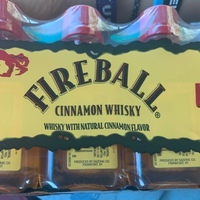 FIREBALL®
CINNAMON WHISKY
WHISKY WITH NATURAL CINNAMON FLAVOR